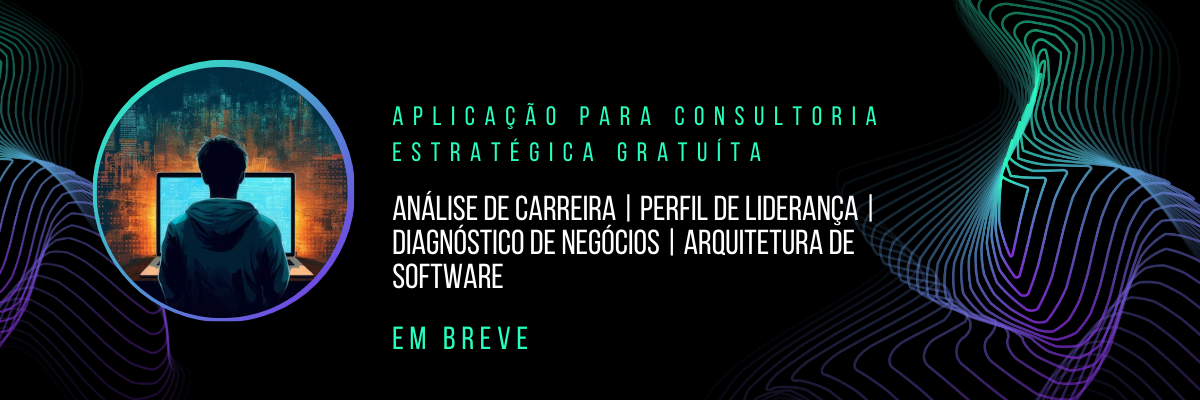 APLICAÇÃO PARA CONSULTORIA
ESTRATÉGICA GRATUÍTA
ANÁLISE DE CARREIRA | PERFIL DE LIDERANÇA |
DIAGNÓSTICO DE NEGÓCIOS | ARQUITETURA DE
SOFTWARE
EM BREVE